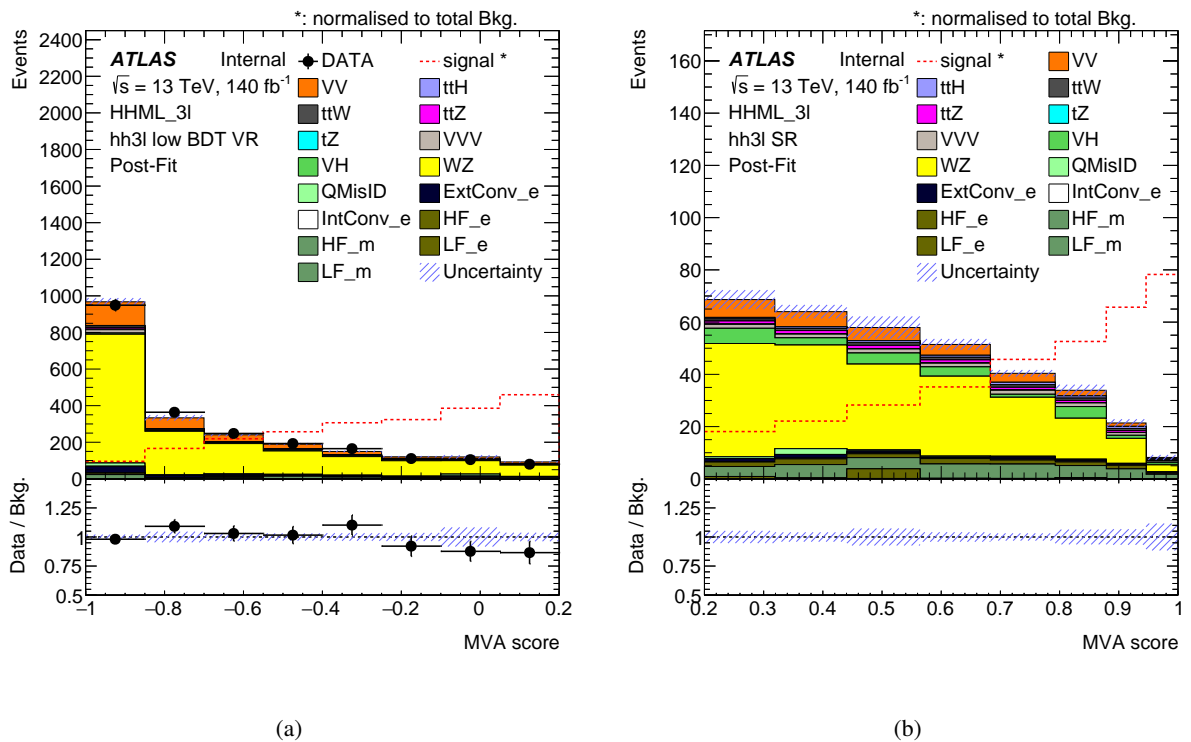 *: normalised to total Bkg.
Events
2400
2200
2000
1800
1600
1400
1200
1000
800
600
400
200
0
ATLAS Internal
√s = 13 TeV, 140 fb-1
HHML_3l
hh3l low BDT VR
Post-Fit
DATA
signal *
VV
ttH
ttW
ttZ
tZ
VVV
VH
WZ
QMisID
ExtConv_e
IntConv_e
HF_e
HF_m
LF_e
LF_m
Uncertainty
Data / Bkg.
1.25
1
0.75
0.5
−1 −0.8 −0.6 −0.4 −0.2 0 0.2
MVA score
(a)
*: normalised to total Bkg.
Events
160
140
120
100
80
60
40
20
0
ATLAS Internal
√s = 13 TeV, 140 fb-1
HHML_3l
hh3l SR
Post-Fit
signal *
VV
ttH
ttW
ttZ
tZ
VVV
VH
WZ
QMisID
ExtConv_e
IntConv_e
HF_e
HF_m
LF_e
LF_m
Uncertainty
Data / Bkg.
1.25
1
0.75
0.5
0.2 0.3 0.4 0.5 0.6 0.7 0.8 0.9 1
MVA score
(b)